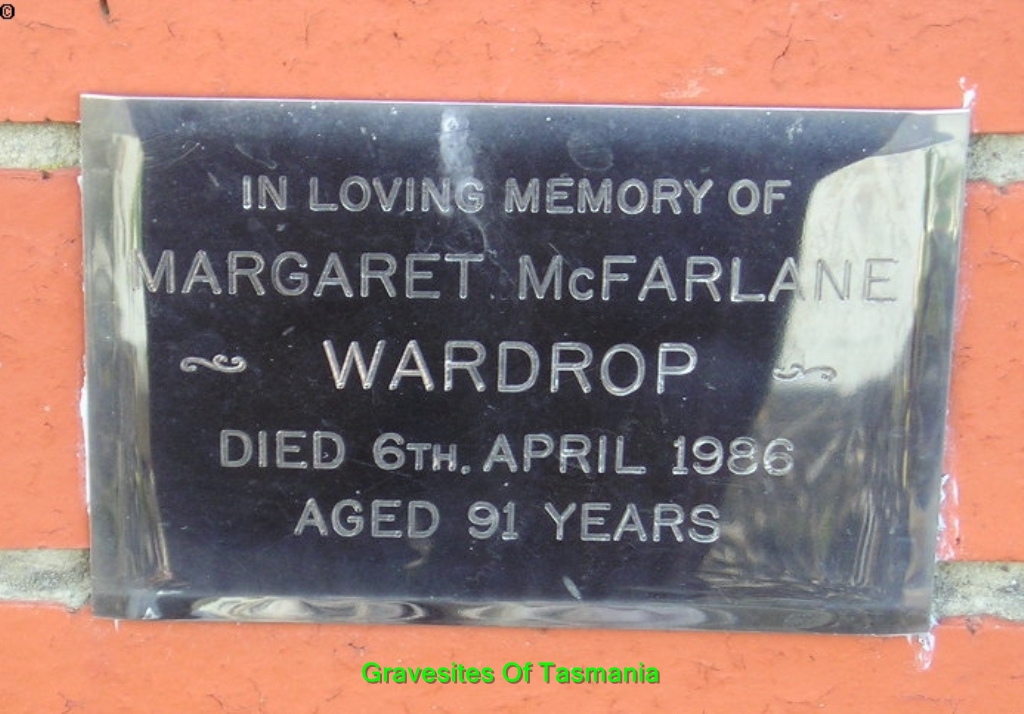 ©
IN LOVING MEMORY OF
MARGARET McFARLANE
WARDROP
DIED 6TH. APRIL 1986
AGED 91 YEARS
Gravesites Of Tasmania